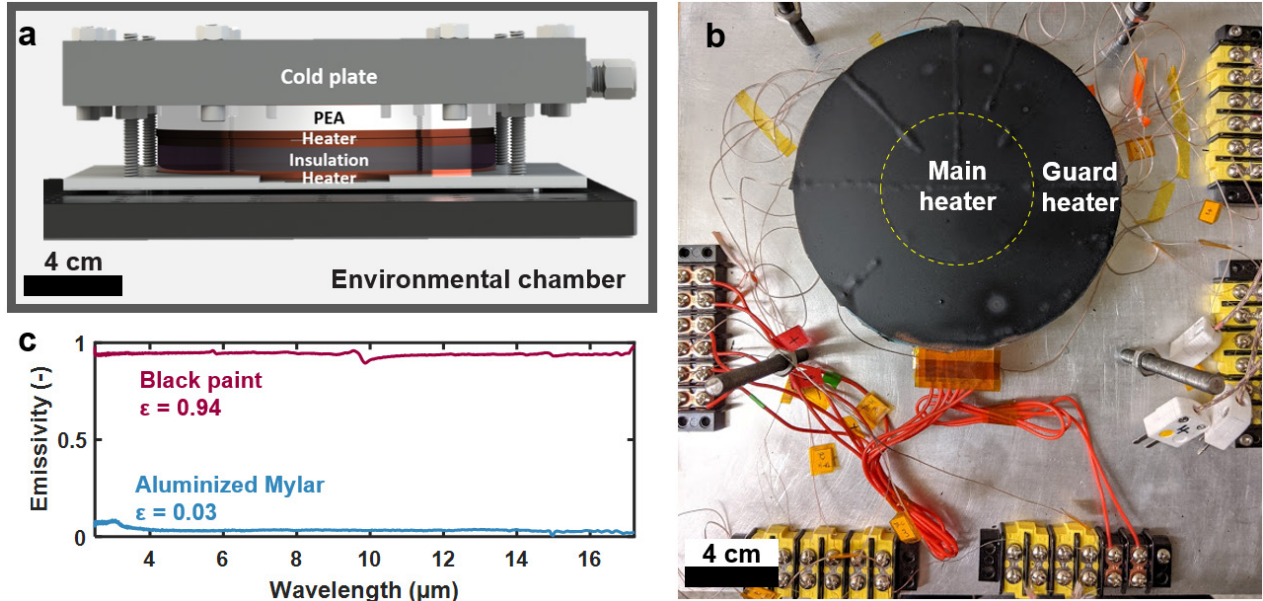 a
Cold plate
PEA
Heater
Insulation
Heater
4 cm
Environmental chamber
b
Main
heater
Guard
heater
4 cm
c
1
0.5
0
Emissivity (-)
Black paint
ε = 0.94
Aluminized Mylar
ε = 0.03
4
6
8
10
12
14
16
Wavelength (µm)